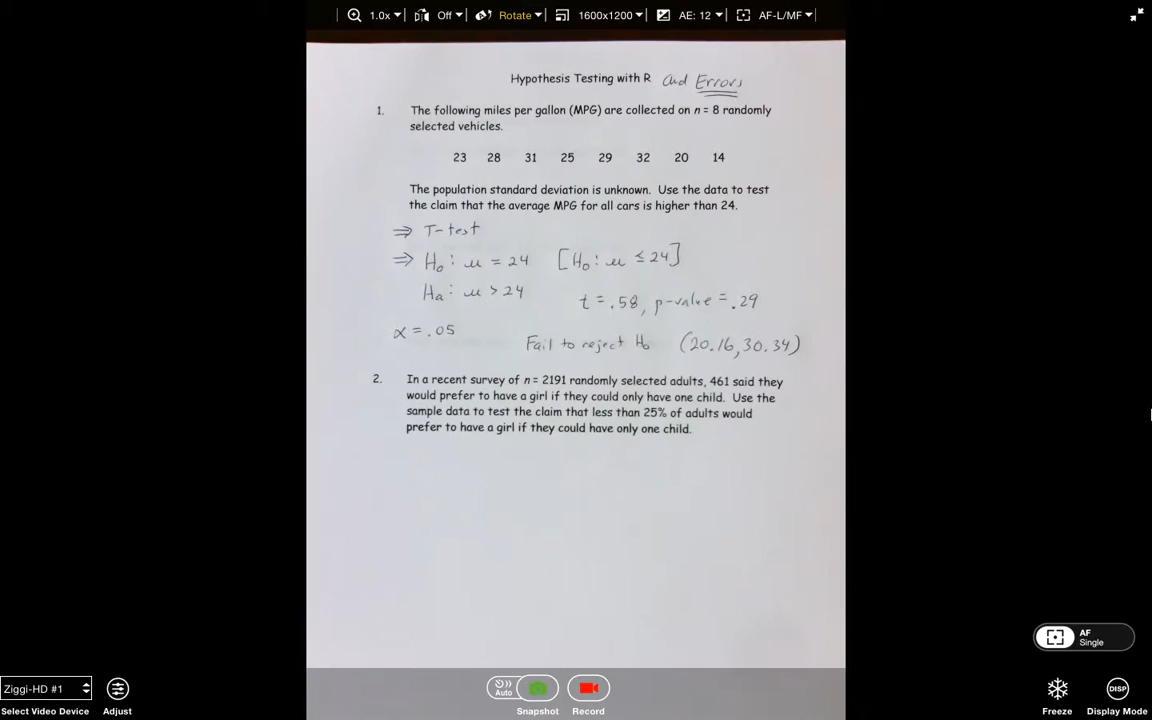 1.0x Off Rotate 1600x1200 AE: 12 AF-L/MF
Hypothesis Testing with R and Errors
1. The following miles per gallon (MPG) are collected on n = 8 randomly
selected vehicles.
23 28 31 25 29 32 20 14
The population standard deviation is unknown. Use the data to test
the claim that the average MPG for all cars is higher than 24.
⇒ T-test
⇒ H₀: μ = 24 [H₀: μ ≤ 24]
Hₐ: μ > 24
t = .58, p-value = .29
α = .05
Fail to reject H₀ (20.16, 30.34)
2. In a recent survey of n = 2191 randomly selected adults, 461 said they
would prefer to have a girl if they could only have one child. Use the
sample data to test the claim that less than 25% of adults would
prefer to have a girl if they could have only one child.
AF
Single
Ziggi-HD #1
Auto
Select Video Device Adjust Snapshot Record
DISP
Freeze Display Mode